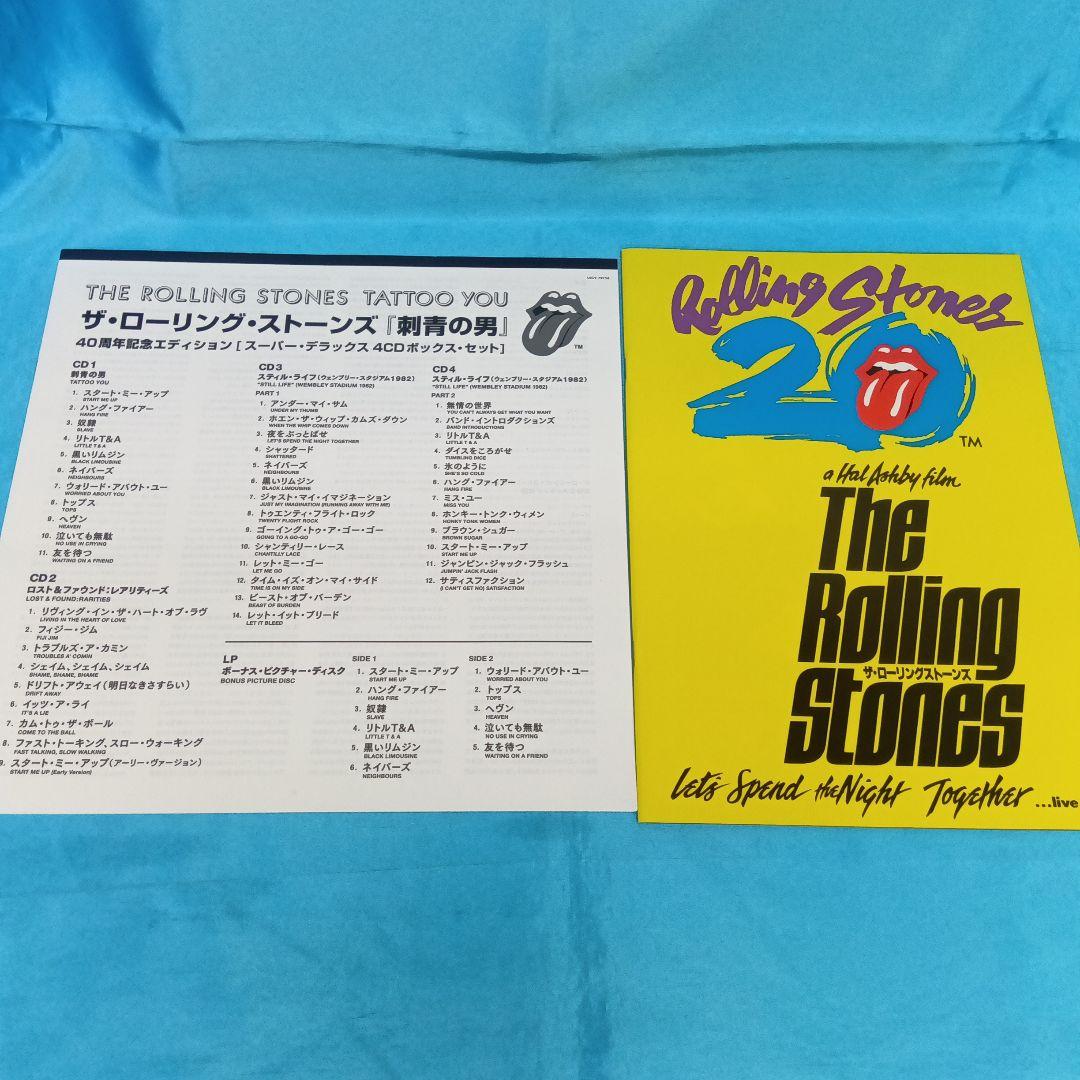 THE ROLLING STONES TATTOO YOU
ザ・ローリング・ストーンズ『刺青の男』
40周年記念エディション [ スーパー・デラックス 4CDボックス・セット]
TM
CD1
刺青の男
TATTOO YOU
1. スタート・ミー・アップ
START ME UP
2. ハング・ファイアー
HANG FIRE
3. 奴隷
SLAVE
4. リトルT&A
LITTLE T & A
5. 黒いリムジン
BLACK LIMOUSINE
6. ネイバーズ
NEIGHBOURS
7. ウォリード・アバウト・ユー
WORRIED ABOUT YOU
8. トップス
TOPS
9. ヘヴン
HEAVEN
10. 泣いても無駄
NO USE IN CRYING
11. 友を待つ
WAITING ON A FRIEND
CD2
ロスト&ファウンド:レアリティーズ
LOST & FOUND: RARITIES
1. リヴィング・イン・ザ・ハート・オブ・ラヴ
LIVING IN THE HEART OF LOVE
2. フィジー・ジム
FIJI JIM
3. トラブルズ・ア・カミン
TROUBLES A' COMIN
4. シェイム、シェイム、シェイム
SHAME, SHAME, SHAME
5. ドリフト・アウェイ(明日なきさすらい)
DRIFT AWAY
6. イッツ・ア・ライ
IT'S A LIE
7. カム・トゥ・ザ・ボール
COME TO THE BALL
8. ファスト・トーキング、スロー・ウォーキング
FAST TALKING, SLOW WALKING
9. スタート・ミー・アップ(アーリー・ヴァージョン)
START ME UP (Early Version)
CD3
スティル・ライフ(ウェンブリー・スタジアム1982)
"STILL LIFE" (WEMBLEY STADIUM 1982)
PART 1
1. アンダー・マイ・サム
UNDER MY THUMB
2. ホエン・ザ・ウィップ・カムズ・ダウン
WHEN THE WHIP COMES DOWN
3. 夜をぶっとばせ
LET'S SPEND THE NIGHT TOGETHER
4. シャッタード
SHATTERED
5. ネイバーズ
NEIGHBOURS
6. 黒いリムジン
BLACK LIMOUSINE
7. ジャスト・マイ・イマジネーション
JUST MY IMAGINATION (RUNNING AWAY WITH ME)
8. トゥエンティ・フライト・ロック
TWENTY FLIGHT ROCK
9. ゴーイング・トゥ・ア・ゴー・ゴー
GOING TO A GO-GO
10. シャンティリー・レース
CHANTILLY LACE
11. レット・ミー・ゴー
LET ME GO
12. タイム・イズ・オン・マイ・サイド
TIME IS ON MY SIDE
13. ビースト・オブ・バーデン
BEAST OF BURDEN
14. レット・イット・ブリード
LET IT BLEED
CD4
スティル・ライフ(ウェンブリー・スタジアム1982)
"STILL LIFE" (WEMBLEY STADIUM 1982)
PART 2
1. 無情の世界
YOU CAN'T ALWAYS GET WHAT YOU WANT
2. バンド・イントロダクションズ
BAND INTRODUCTIONS
3. リトルT&A
LITTLE T & A
4. ダイスをころがせ
TUMBLING DICE
5. 氷のように
SHE'S SO COLD
6. ハング・ファイアー
HANG FIRE
7. ミス・ユー
MISS YOU
8. ホンキー・トンク・ウィメン
HONKY TONK WOMEN
9. ブラウン・シュガー
BROWN SUGAR
10. スタート・ミー・アップ
START ME UP
11. ジャンピン・ジャック・フラッシュ
JUMPIN' JACK FLASH
12. サティスファクション
(I CAN'T GET NO) SATISFACTION
LP
ボーナス・ピクチャー・ディスク
BONUS PICTURE DISC
SIDE 1
1. スタート・ミー・アップ
START ME UP
2. ハング・ファイアー
HANG FIRE
3. 奴隷
SLAVE
4. リトルT&A
LITTLE T & A
5. 黒いリムジン
BLACK LIMOUSINE
6. ネイバーズ
NEIGHBOURS
SIDE 2
1. ウォリード・アバウト・ユー
WORRIED ABOUT YOU
2. トップス
TOPS
3. ヘヴン
HEAVEN
4. 泣いても無駄
NO USE IN CRYING
5. 友を待つ
WAITING ON A FRIEND
Rolling Stones
20
TM
a Hal Ashby film
The
Rolling
ザ・ローリングストーンズ
Stones
Let's Spend the Night Together ...live